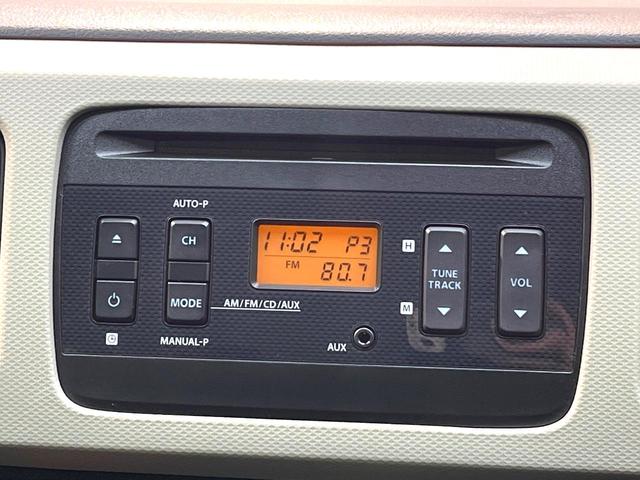 AUTO-P
CH
11:02 P3
FM 80.7
H
TUNE
TRACK
VOL
MODE
AM/FM/CD/AUX
M
MANUAL-P
AUX